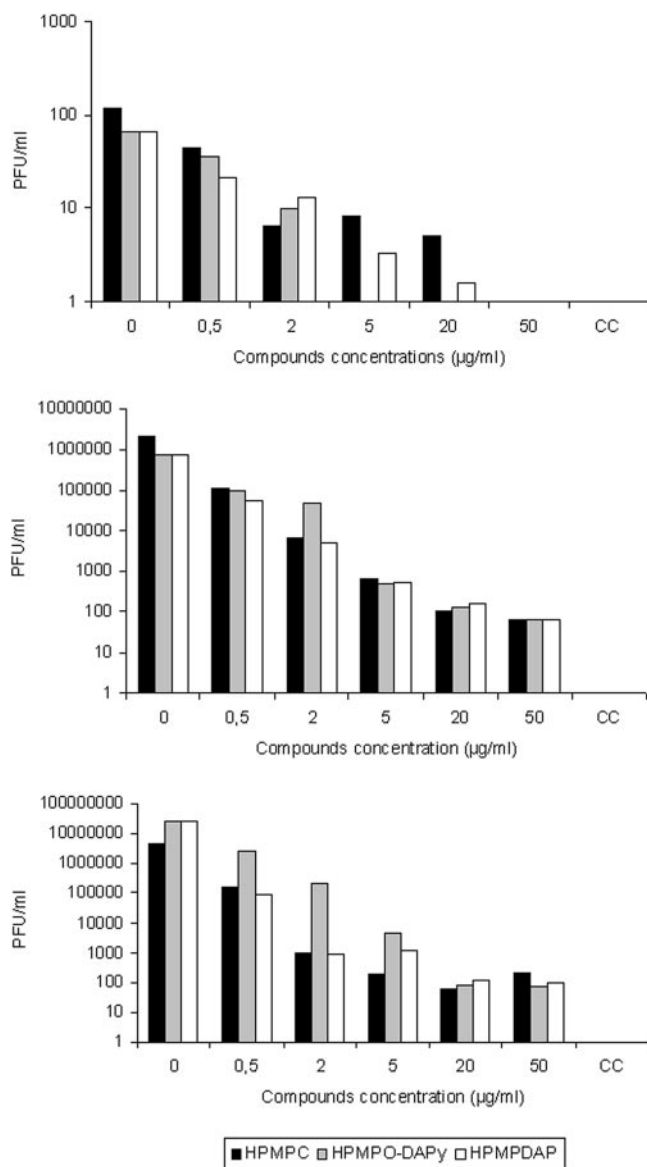 1000
100
10
1
PFU/ml
0 0,5 2 5 20 50 CC
Compounds concentrations (µg/ml)
10000000
1000000
100000
10000
1000
100
10
1
PFU/ml
0 0,5 2 5 20 50 CC
Compounds concentration (µg/ml)
100000000
10000000
1000000
100000
10000
1000
100
10
1
PFU/ml
0 0,5 2 5 20 50 CC
Compounds concentration (µg/ml)
HPMPC HPMPO-DAPy HPMPDAP